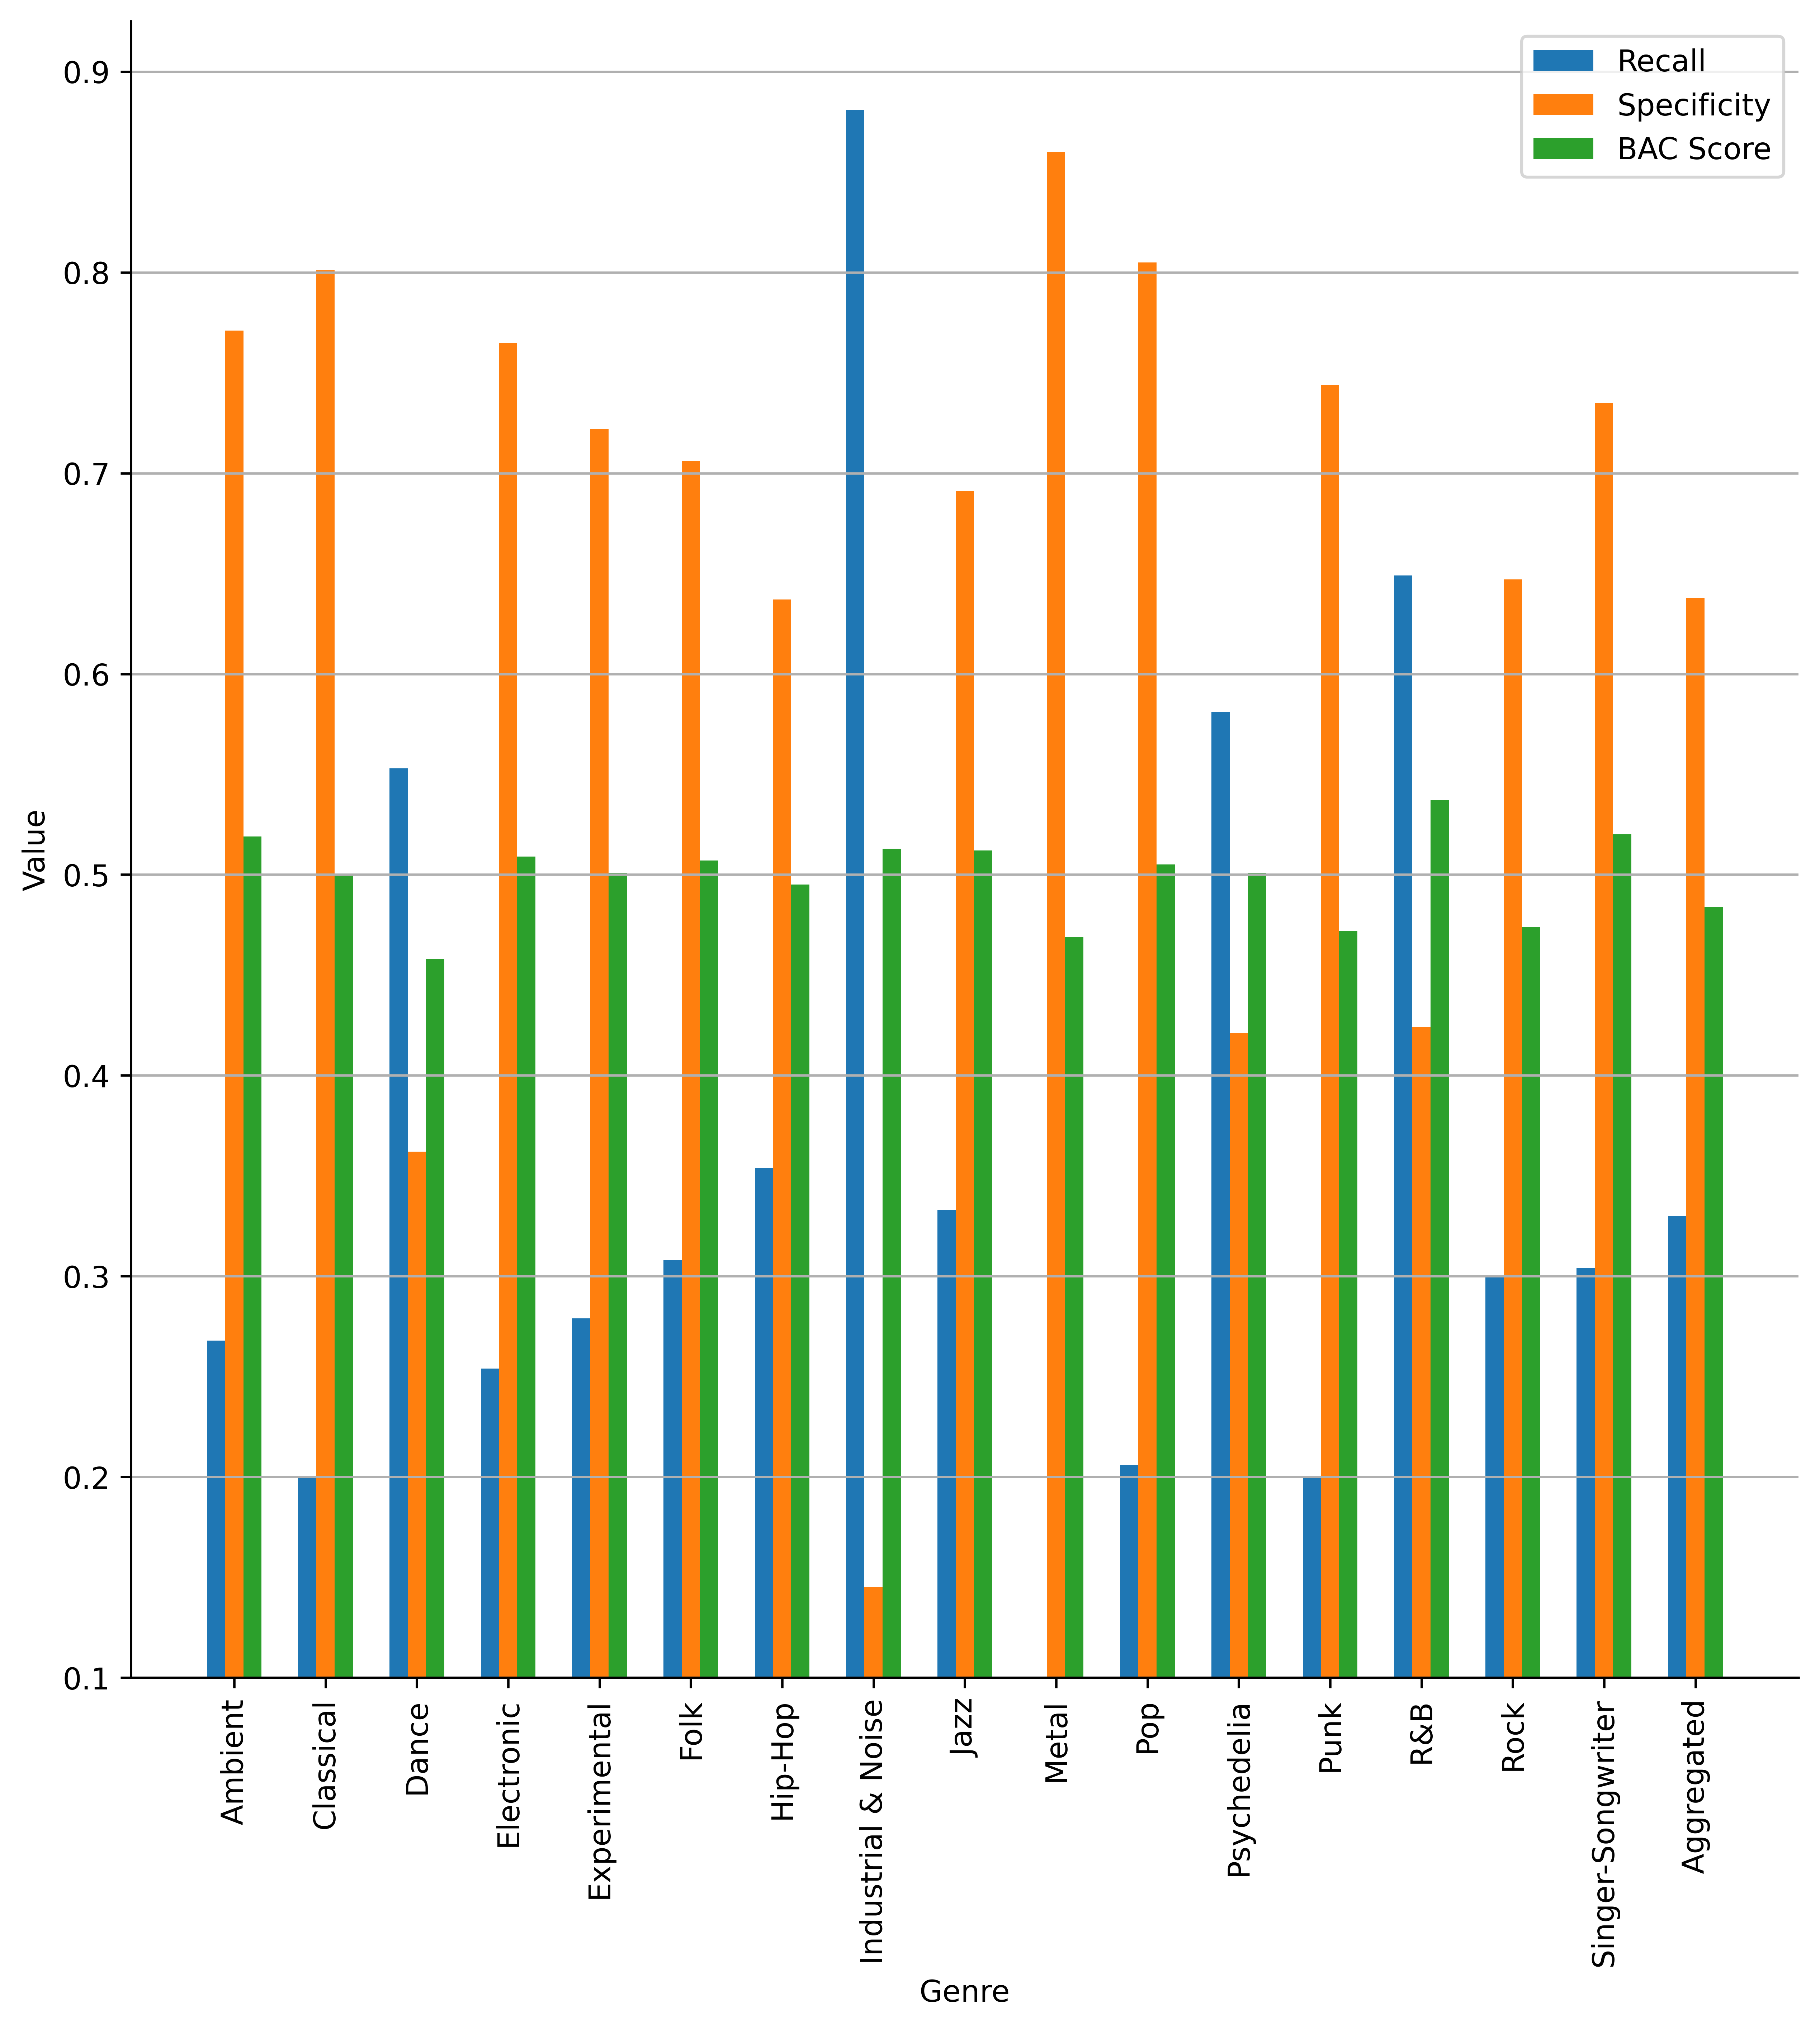 Recall
Specificity
BAC Score
0.9
0.8
0.7
0.6
0.5
0.4
0.3
0.2
0.1
Value
Ambient
Classical
Dance
Electronic
Experimental
Folk
Hip-Hop
Industrial & Noise
Jazz
Metal
Pop
Psychedelia
Punk
R&B
Rock
Singer-Songwriter
Aggregated
Genre